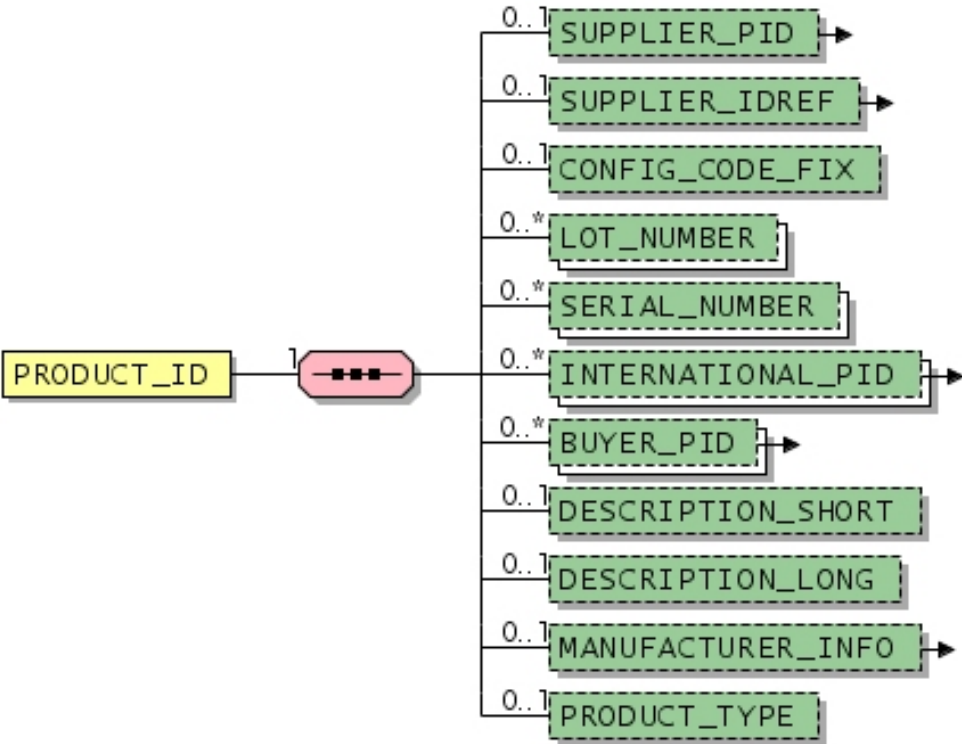 0..1
SUPPLIER_PID
0..1
SUPPLIER_IDREF
0..1
CONFIG_CODE_FIX
0..*
LOT_NUMBER
0..*
SERIAL_NUMBER
PRODUCT_ID
1
0..*
INTERNATIONAL_PID
0..*
BUYER_PID
0..1
DESCRIPTION_SHORT
0..1
DESCRIPTION_LONG
0..1
MANUFACTURER_INFO
0..1
PRODUCT_TYPE